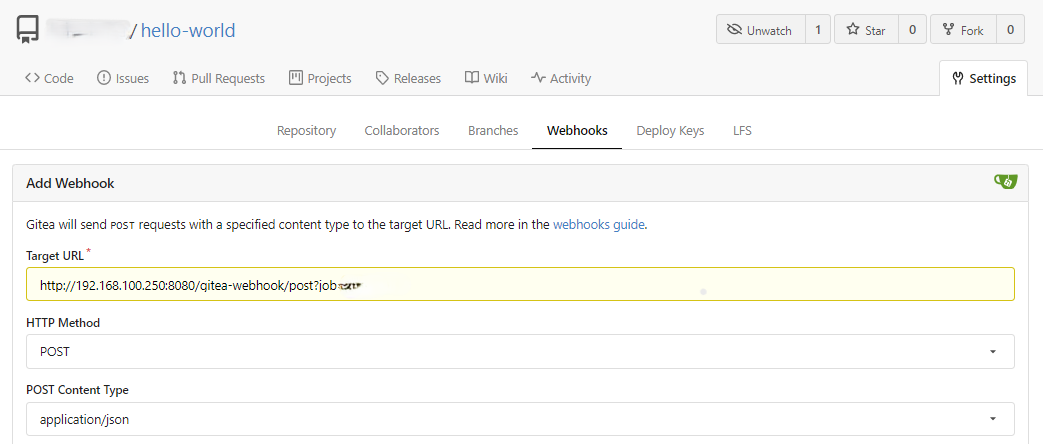 / hello-world
Unwatch 1 Star 0 Fork 0
Code Issues Pull Requests Projects Releases Wiki Activity Settings
Repository Collaborators Branches Webhooks Deploy Keys LFS
Add Webhook
Gitea will send POST requests with a specified content type to the target URL. Read more in the webhooks guide.
Target URL*
http://192.168.100.250:8080/gitea-webhook/post?job
HTTP Method
POST
POST Content Type
application/json